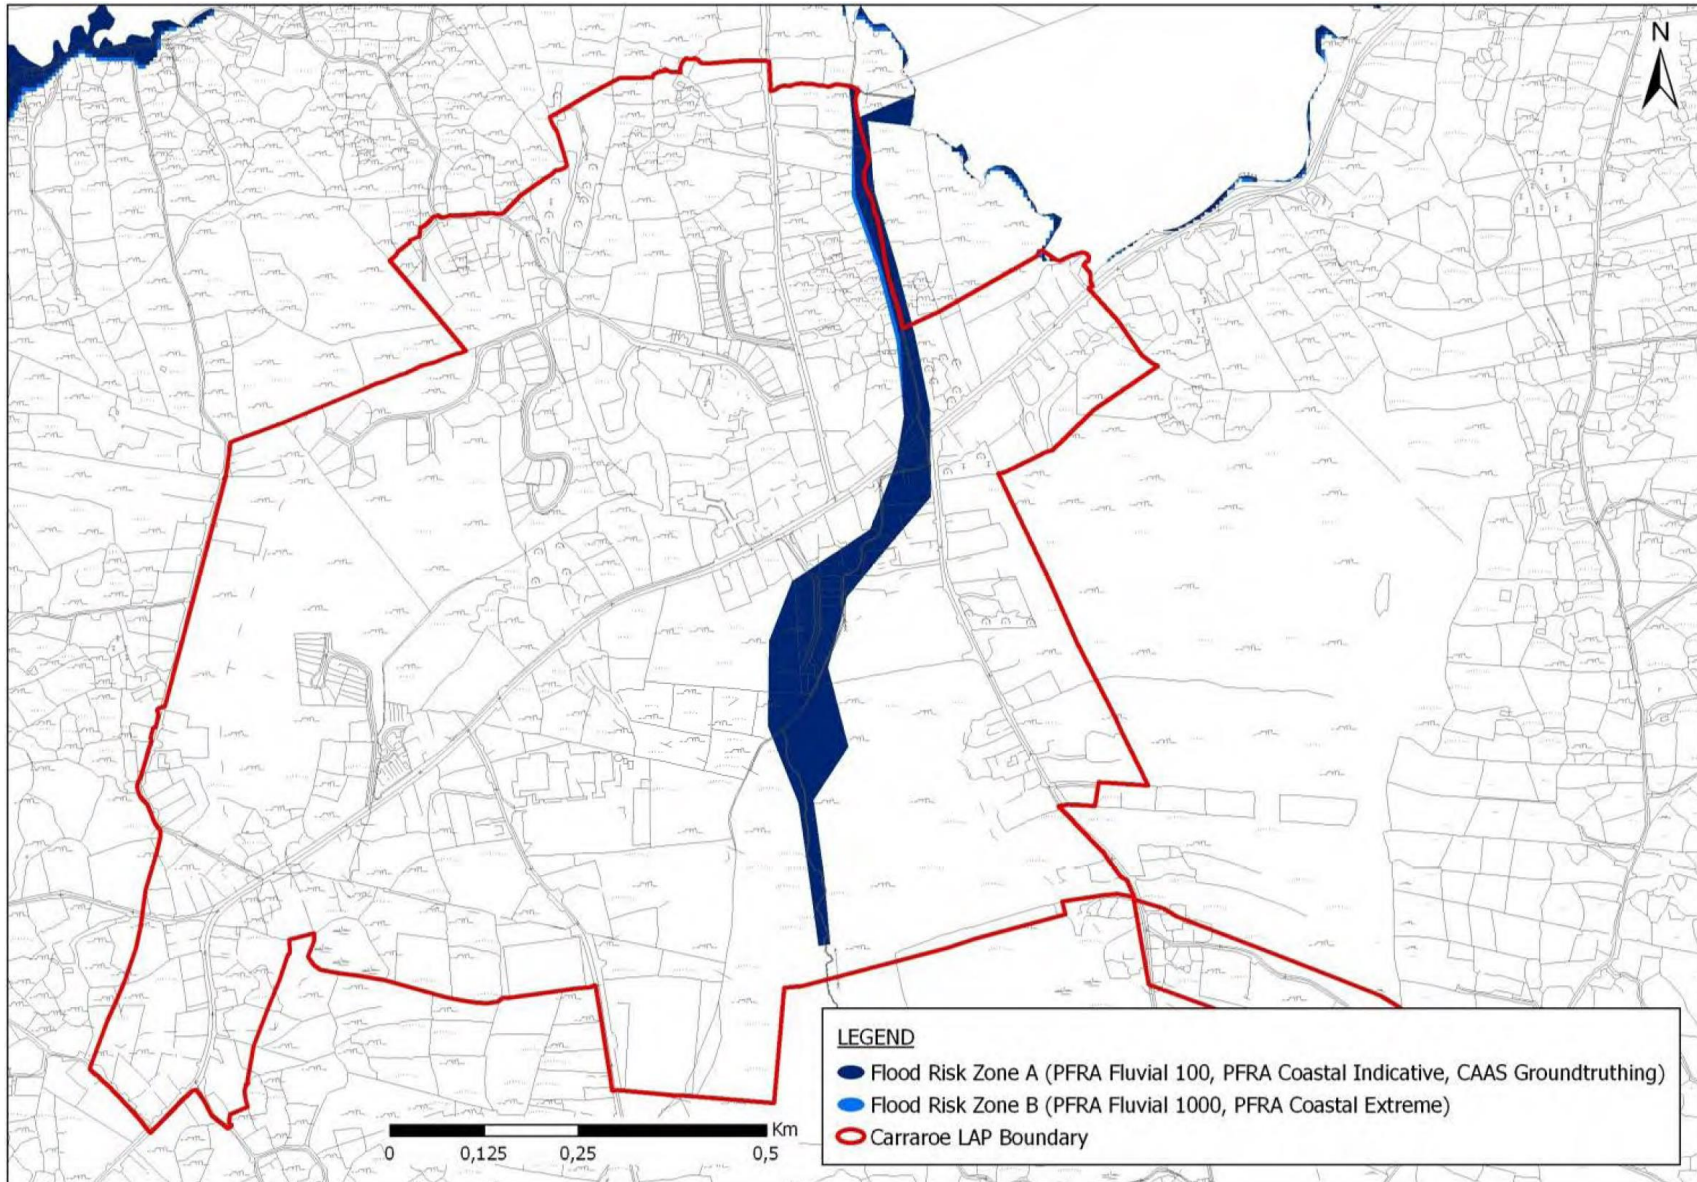 N
LEGEND
Flood Risk Zone A (PFRA Fluvial 100, PFRA Coastal Indicative, CAAS Groundtruthing)
Flood Risk Zone B (PFRA Fluvial 1000, PFRA Coastal Extreme)
Carraroe LAP Boundary
Km
0 0,125 0,25 0,5